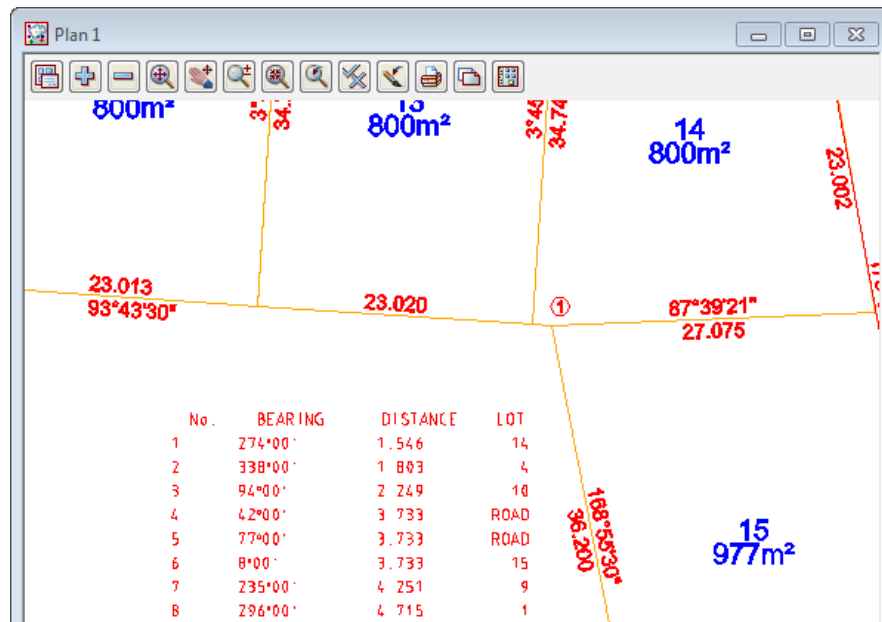 Plan 1
800m²
13
800m²
14
800m²
34.74
23.002
23.013
93°43'30"
23.020
1
87°39'21"
27.075
168°55'30"
36.200
15
977m²
No. BEARING DISTANCE LOT
1 274°00' 1.546 14
2 338°00' 1 803 4
3 94°00' 2 249 10
4 42°00' 3 733 ROAD
5 77°00' 3.733 ROAD
6 8°00' 3.733 15
7 235°00' 4 251 9
8 296°00' 4 715 1